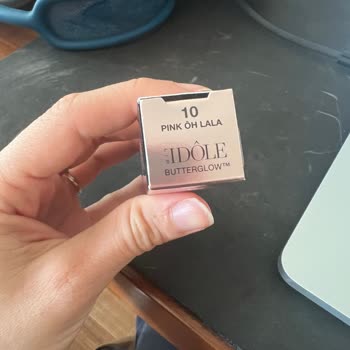 10
PINK ÔH LALA
IDÔLE
BUTTERGLOW™